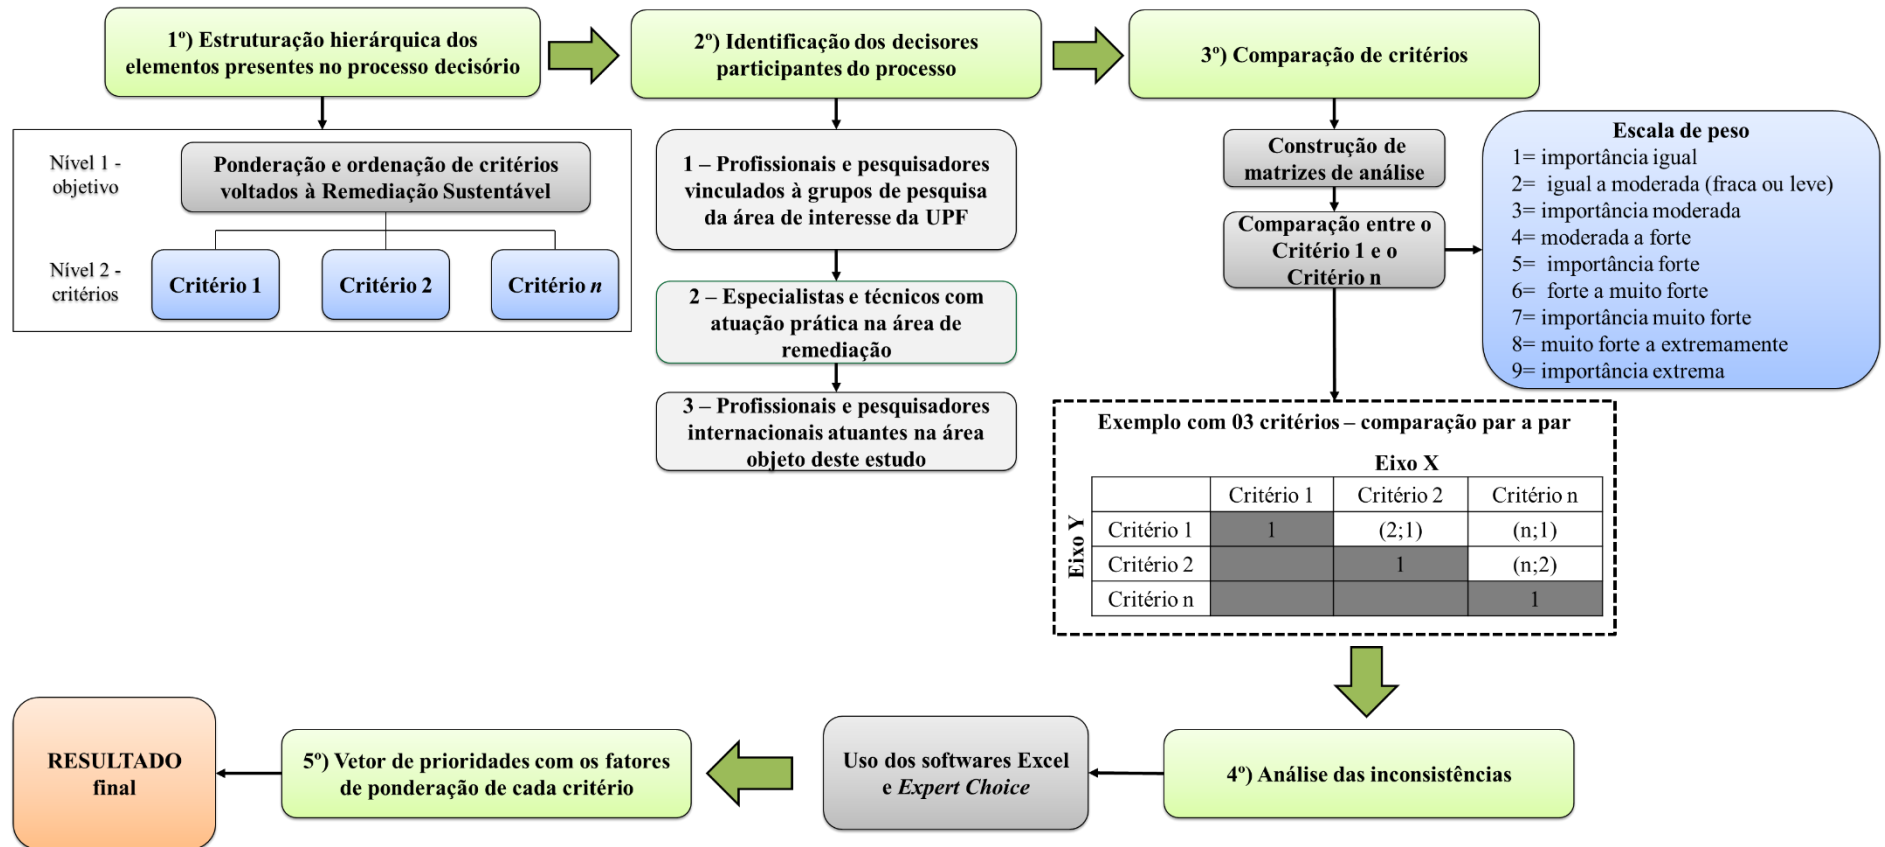 1º) Estruturação hierárquica dos
elementos presentes no processo decisório
2º) Identificação dos decisores
participantes do processo
3º) Comparação de critérios
Nível 1 -
objetivo
Ponderação e ordenação de critérios
voltados à Remediação Sustentável
Nível 2 -
critérios
Critério 1
Critério 2
Critério n
1 – Profissionais e pesquisadores
vinculados à grupos de pesquisa
da área de interesse da UPF
2 – Especialistas e técnicos com
atuação prática na área de
remediação
3 – Profissionais e pesquisadores
internacionais atuantes na área
objeto deste estudo
Construção de
matrizes de análise
Comparação entre o
Critério 1 e o
Critério n
Escala de peso
1= importância igual
2= igual a moderada (fraca ou leve)
3= importância moderada
4= moderada a forte
5= importância forte
6= forte a muito forte
7= importância muito forte
8= muito forte a extremamente
9= importância extrema
Exemplo com 03 critérios – comparação par a par
Eixo X
Eixo Y
Critério 1 Critério 2 Critério n
Critério 1 1 (2;1) (n;1)
Critério 2 1 (n;2)
Critério n 1
4º) Análise das inconsistências
Uso dos softwares Excel
e Expert Choice
5º) Vetor de prioridades com os fatores
de ponderação de cada critério
RESULTADO
final